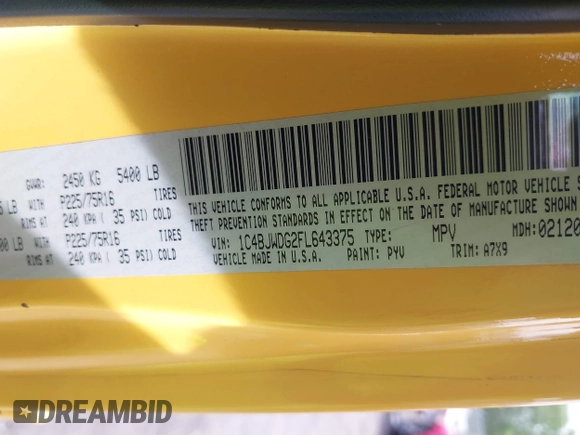 GVWR: 2450 KG 5400 LB
LB WITH P225/75R16 TIRES
RIMS AT 240 KPA ( 35 PSI) COLD
00 LB WITH P225/75R16 TIRES
RIMS AT 240 KPA ( 35 PSI) COLD
THIS VEHICLE CONFORMS TO ALL APPLICABLE U.S.A. FEDERAL MOTOR VEHICLE
THEFT PREVENTION STANDARDS IN EFFECT ON THE DATE OF MANUFACTURE SHOWN
VIN: 1C4BJWDG2FL643375 TYPE: MPV MDH: 02120
VEHICLE MADE IN U.S.A. PAINT: PYV TRIM: A7X9
DREAMBID